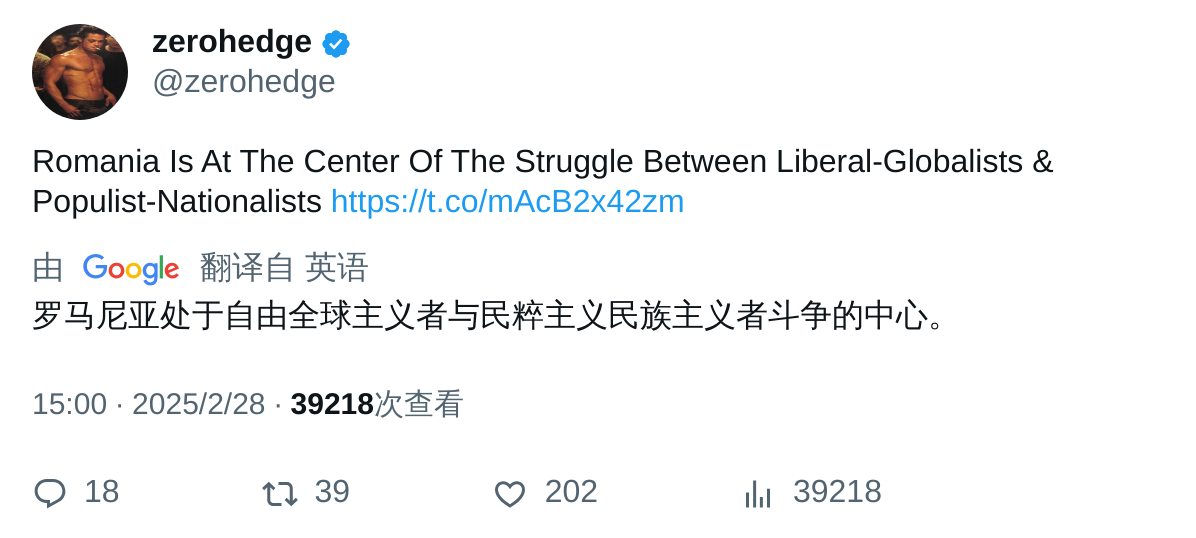 zerohedge
@zerohedge
Romania Is At The Center Of The Struggle Between Liberal-Globalists &
Populist-Nationalists https://t.co/mAcB2x42zm
由 Google 翻译自 英语
罗马尼亚处于自由全球主义者与民粹主义民族主义者斗争的中心。
15:00 · 2025/2/28 · 39218次查看
18 39 202 39218